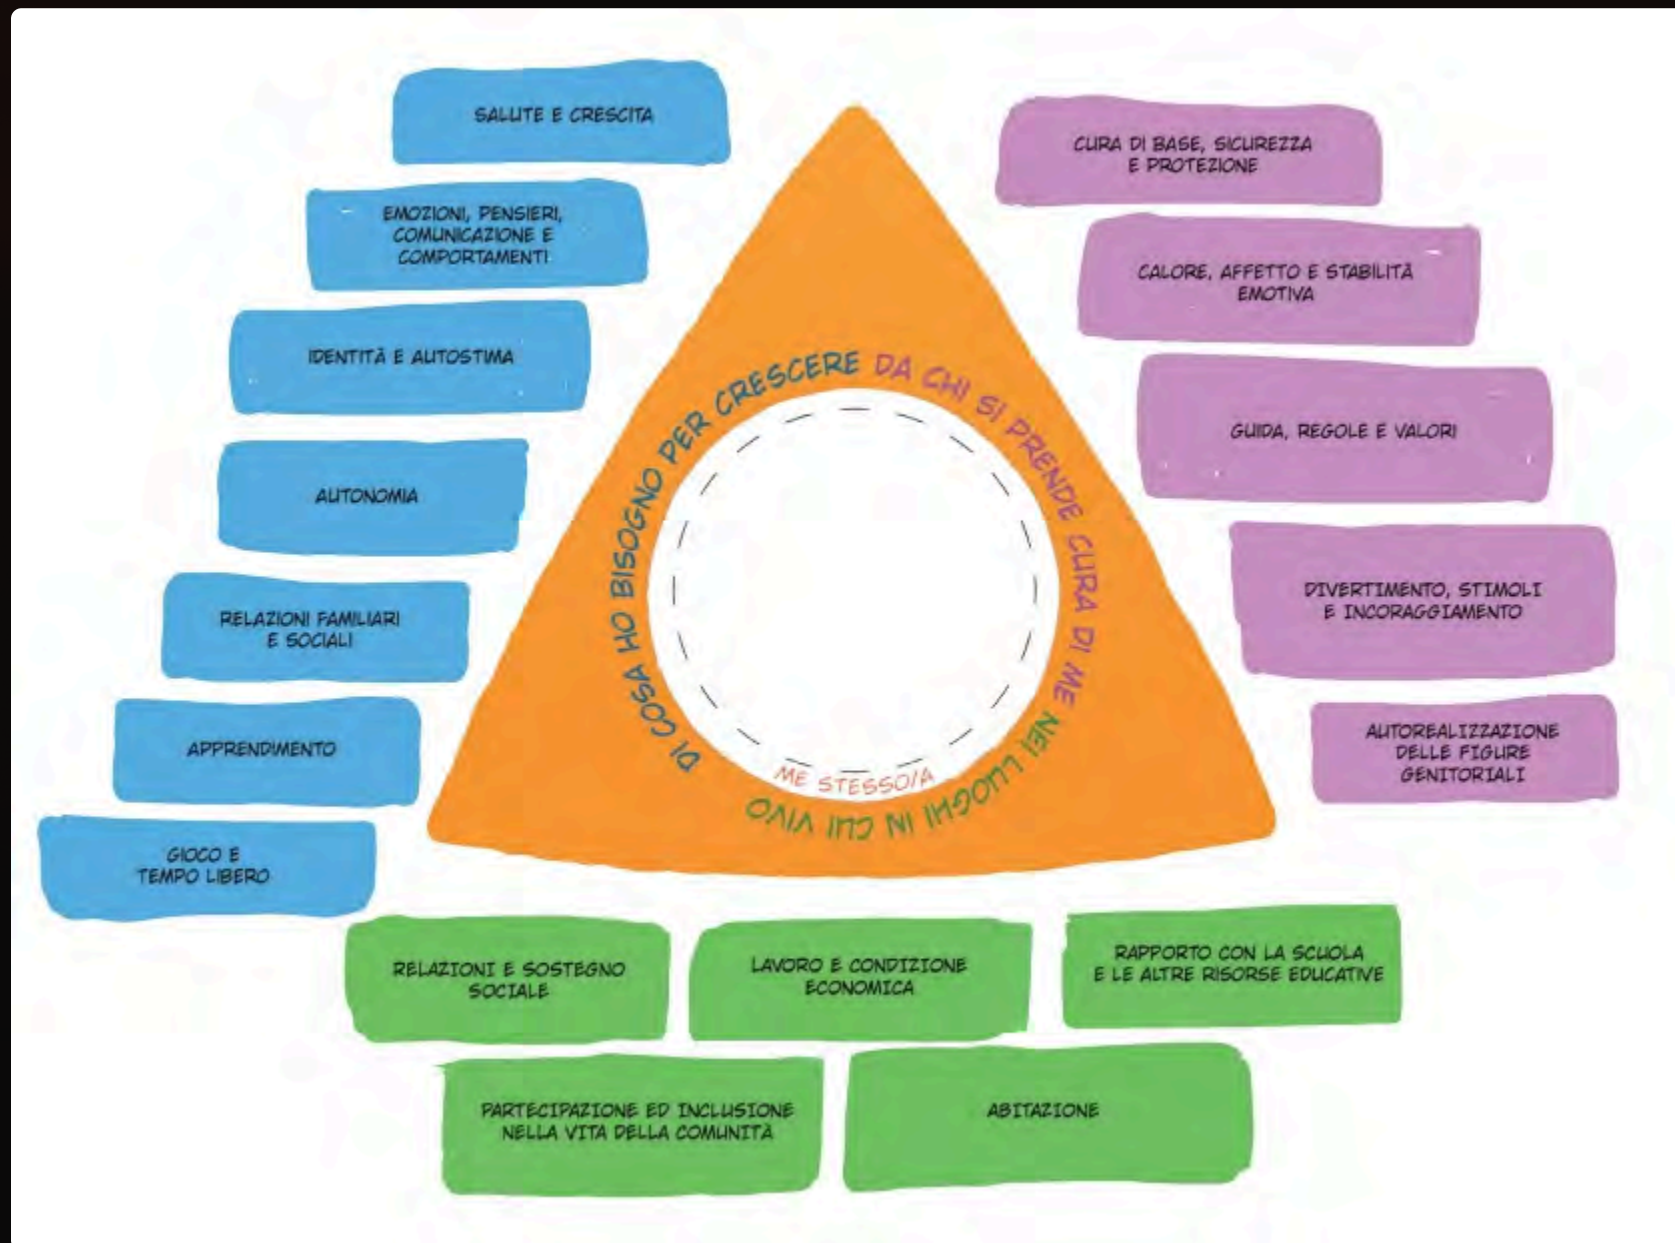 SALUTE E CRESCITA
EMOZIONI, PENSIERI,
COMUNICAZIONE E
COMPORTAMENTI
IDENTITÀ E AUTOSTIMA
AUTONOMIA
RELAZIONI FAMILIARI
E SOCIALI
APPRENDIMENTO
GIOCO E
TEMPO LIBERO
DI COSA HO BISOGNO PER CRESCERE
DA CHI SI PRENDE CURA DI ME
NEI LUOGHI IN CUI VIVO
ME STESSO/A
CURA DI BASE, SICUREZZA
E PROTEZIONE
CALORE, AFFETTO E STABILITÀ
EMOTIVA
GUIDA, REGOLE E VALORI
DIVERTIMENTO, STIMOLI
E INCORAGGIAMENTO
AUTOREALIZZAZIONE
DELLE FIGURE
GENITORIALI
RELAZIONI E SOSTEGNO
SOCIALE
LAVORO E CONDIZIONE
ECONOMICA
RAPPORTO CON LA SCUOLA
E LE ALTRE RISORSE EDUCATIVE
PARTECIPAZIONE ED INCLUSIONE
NELLA VITA DELLA COMUNITÀ
ABITAZIONE